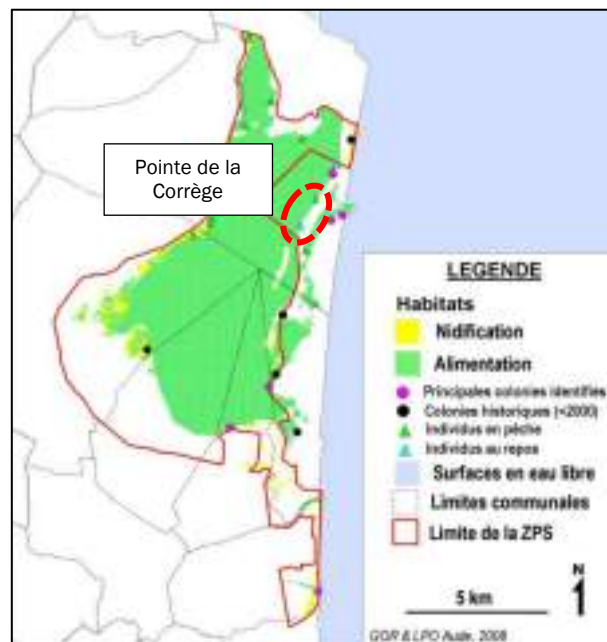 Pointe de la
Corrège
LEGENDE
Habitats
Nidification
Alimentation
Principales colonies identifies
Colonies historiques (<2000)
Individus en pêche
Individus au repos
Surfaces en eau libre
Limites communales
Limite de la ZPS
N
5 km
GOR & LPO Aude, 2008